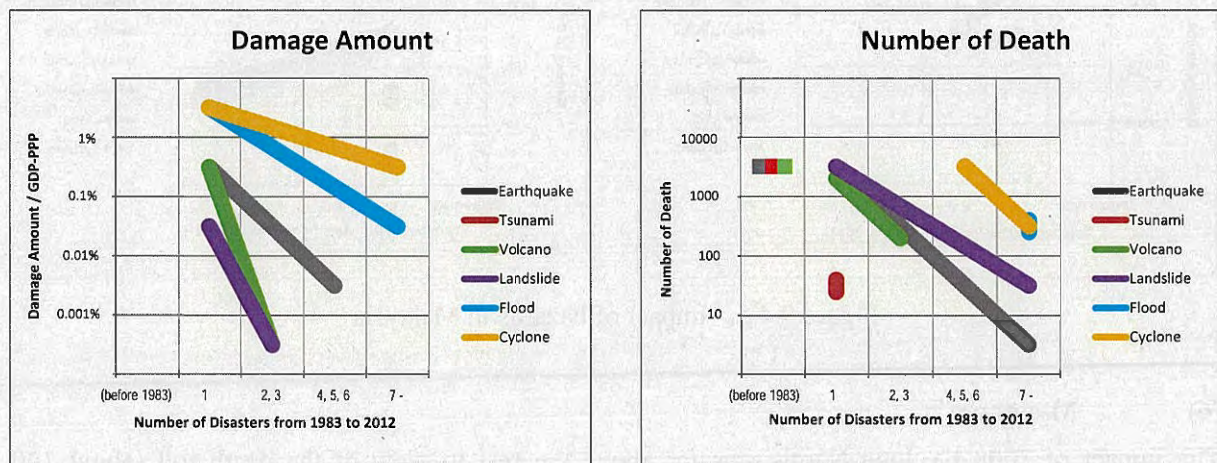 Damage Amount
Damage Amount / GDP-PPP
1%
0.1%
0.01%
0.001%
(before 1983) 1 2, 3 4, 5, 6 7 -
Number of Disasters from 1983 to 2012
Earthquake
Tsunami
Volcano
Landslide
Flood
Cyclone
Number of Death
Number of Death
10000
1000
100
10
(before 1983) 1 2, 3 4, 5, 6 7 -
Number of Disasters from 1983 to 2012
Earthquake
Tsunami
Volcano
Landslide
Flood
Cyclone